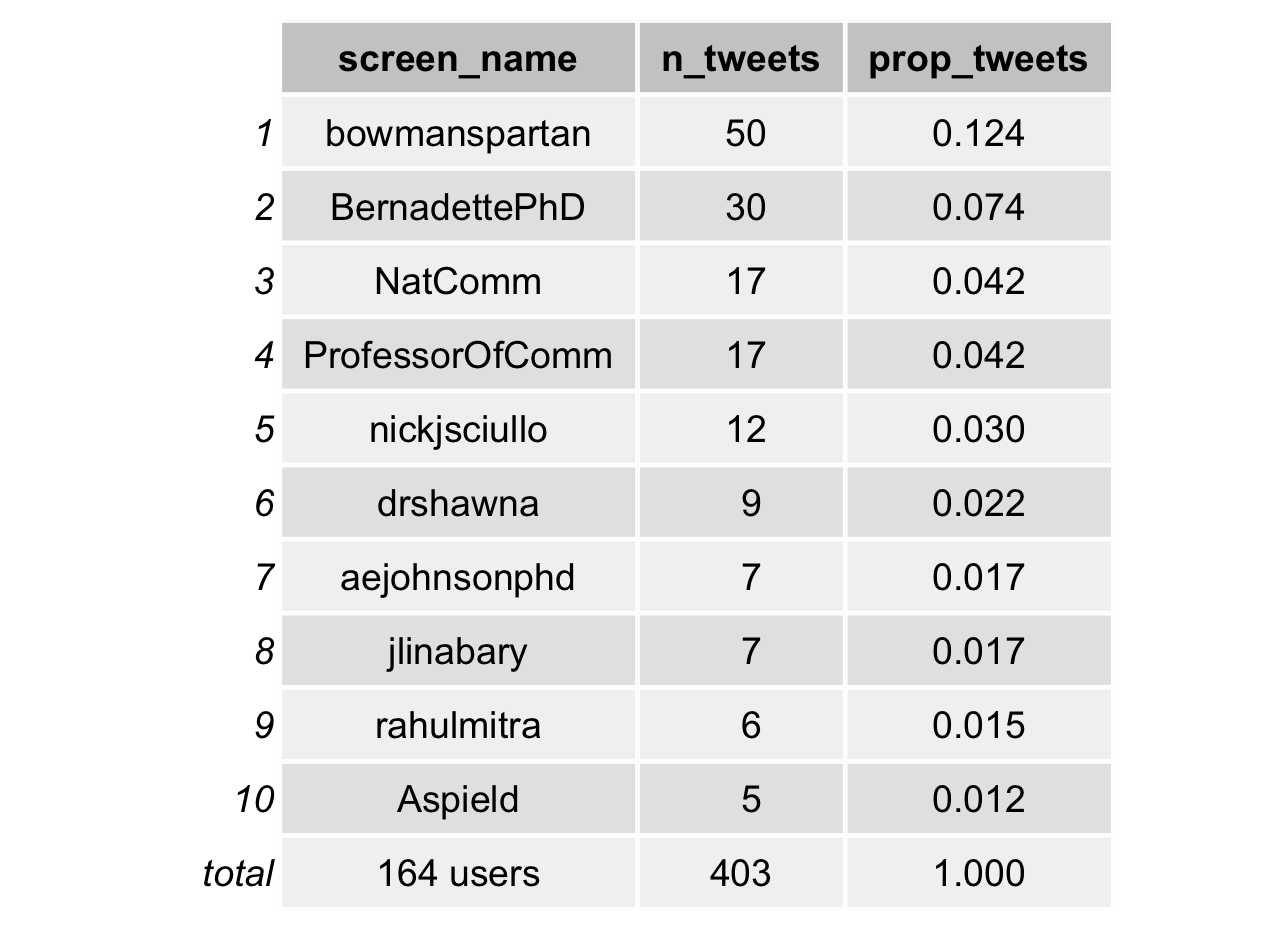 screen_name n_tweets prop_tweets
1 bowmanspartan 50 0.124
2 BernadettePhD 30 0.074
3 NatComm 17 0.042
4 ProfessorOfComm 17 0.042
5 nickjsciullo 12 0.030
6 drshawna 9 0.022
7 aejohnsonphd 7 0.017
8 jlinabary 7 0.017
9 rahulmitra 6 0.015
10 Aspield 5 0.012
total 164 users 403 1.000